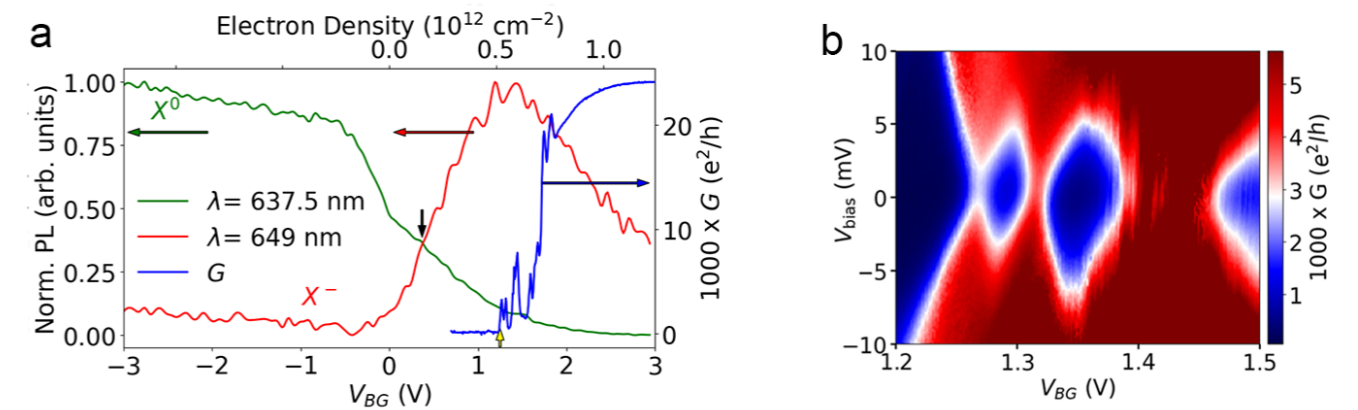 a
Electron Density (10¹² cm⁻²)
0.0 0.5 1.0
1.00
0.75
0.50
0.25
0.00
Norm. PL (arb. units)
X⁰
λ= 637.5 nm
λ= 649 nm
G
X⁻
20
10
0
1000 x G (e²/h)
−3 −2 −1 0 1 2 3
V_BG (V)
b
10
5
0
−5
−10
V_bias (mV)
1.2 1.3 1.4 1.5
V_BG (V)
5
4
3
2
1
1000 x G (e²/h)